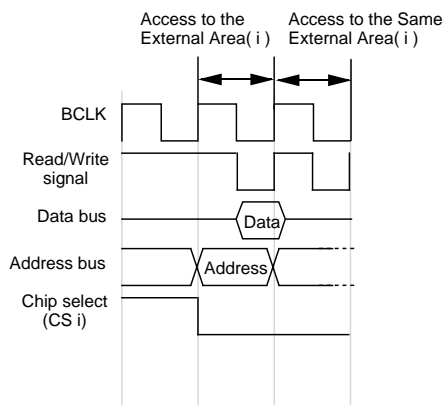 Access to the
External Area( i )
Access to the Same
External Area( i )
BCLK
Read/Write
signal
Data bus
Data
Address bus
Address
Chip select
(CS i)